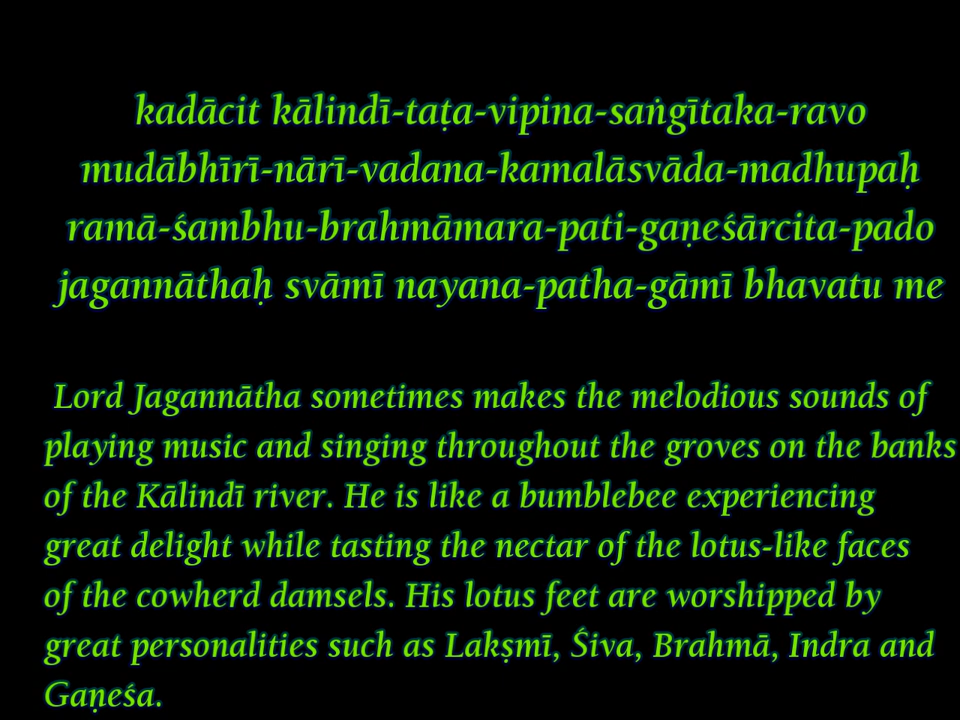 kadācit kālindī-taṭa-vipina-saṅgītaka-ravo
mudābhīrī-nārī-vadana-kamalāsvāda-madhupaḥ
ramā-śambhu-brahmāmara-pati-gaṇeśārcita-pado
jagannāthaḥ svāmī nayana-patha-gāmī bhavatu me
Lord Jagannātha sometimes makes the melodious sounds of
playing music and singing throughout the groves on the banks
of the Kālindī river. He is like a bumblebee experiencing
great delight while tasting the nectar of the lotus-like faces
of the cowherd damsels. His lotus feet are worshipped by
great personalities such as Lakṣmī, Śiva, Brahmā, Indra and
Gaṇeśa.